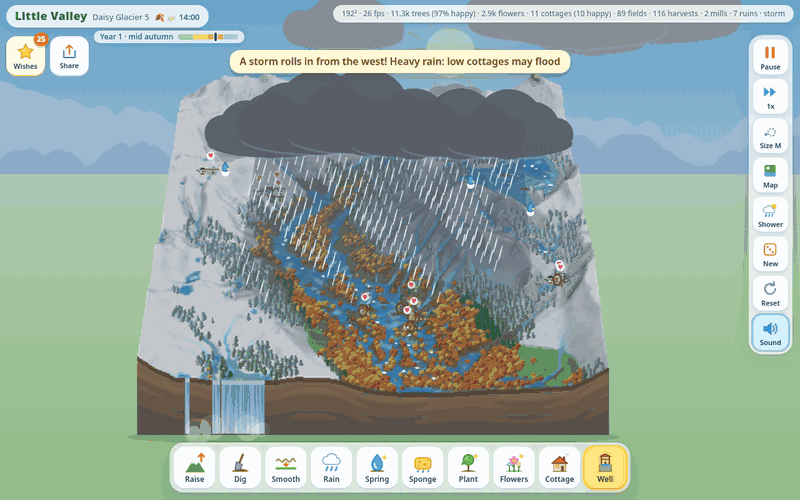 Little Valley Daisy Glacier 5 14:00
192² · 26 fps · 11.3k trees (97% happy) · 2.9k flowers · 11 cottages (10 happy) · 89 fields · 116 harvests · 2 mills · 7 ruins · storm
Year 1 · mid autumn
25
Wishes
Share
A storm rolls in from the west! Heavy rain: low cottages may flood
Pause
1x
Size M
Map
Shower
New
Reset
Sound
Raise
Dig
Smooth
Rain
Spring
Sponge
Plant
Flowers
Cottage
Well